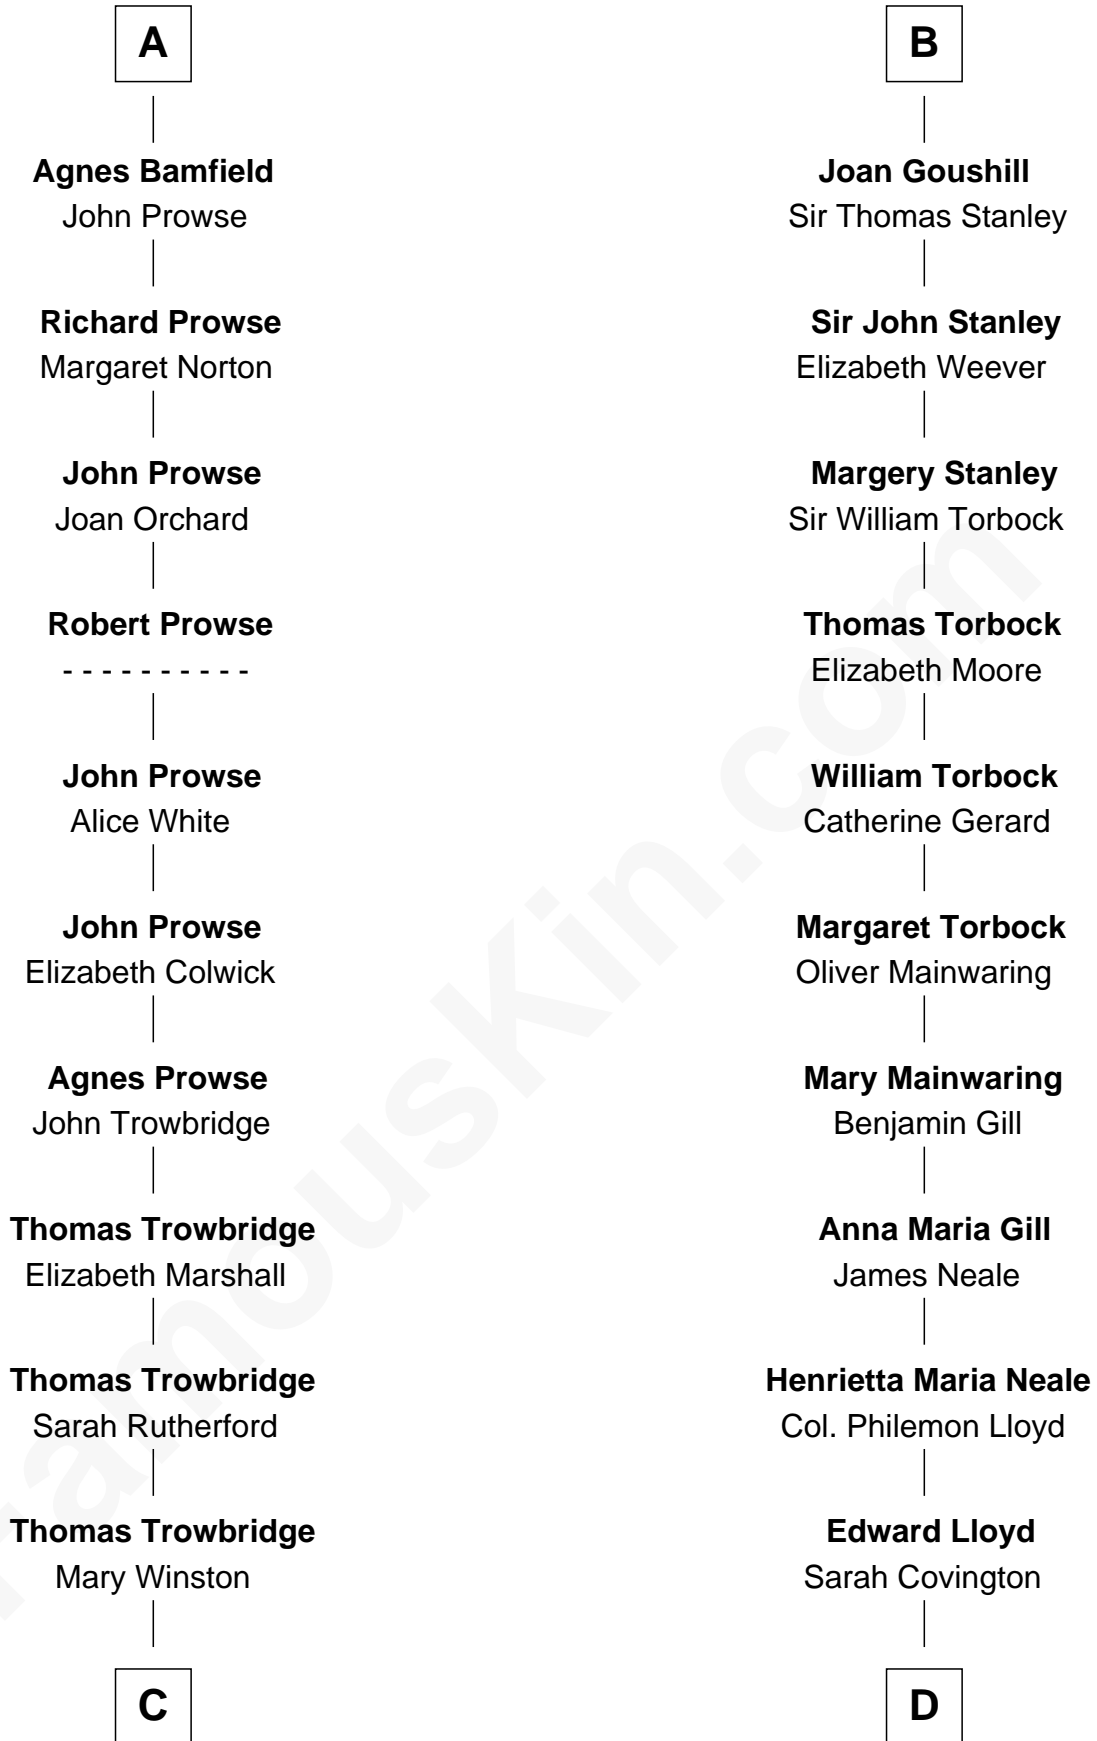 A
Agnes Bamfield
John Prowse
Richard Prowse
Margaret Norton
John Prowse
Joan Orchard
Robert Prowse
- - - - - - - - - -
John Prowse
Alice White
John Prowse
Elizabeth Colwick
Agnes Prowse
John Trowbridge
Thomas Trowbridge
Elizabeth Marshall
Thomas Trowbridge
Sarah Rutherford
Thomas Trowbridge
Mary Winston
C
B
Joan Goushill
Sir Thomas Stanley
Sir John Stanley
Elizabeth Weever
Margery Stanley
Sir William Torbock
Thomas Torbock
Elizabeth Moore
William Torbock
Catherine Gerard
Margaret Torbock
Oliver Mainwaring
Mary Mainwaring
Benjamin Gill
Anna Maria Gill
James Neale
Henrietta Maria Neale
Col. Philemon Lloyd
Edward Lloyd
Sarah Covington
D
FamousKin.com